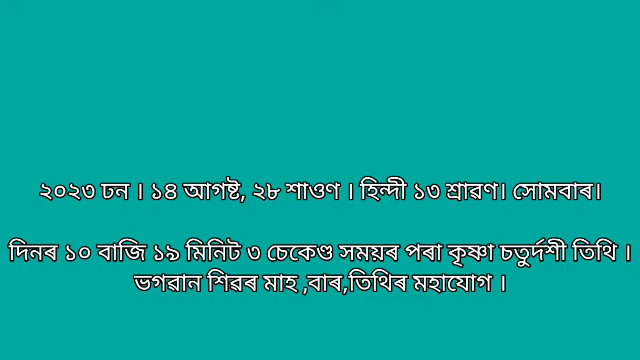 ২০২৩ ঢন । ১৪ আগষ্ট, ২৮ শাওণ । হিন্দী ১৩ শ্ৰাৱণ। সোমবাৰ।
দিনৰ ১০ বাজি ১৯ মিনিট ৩ চেকেণ্ড সময়ৰ পৰা কৃষ্ণা চতুৰ্দশী তিথি ।
ভগৱান শিৱৰ মাহ ,বাৰ,তিথিৰ মহাযোগ ।